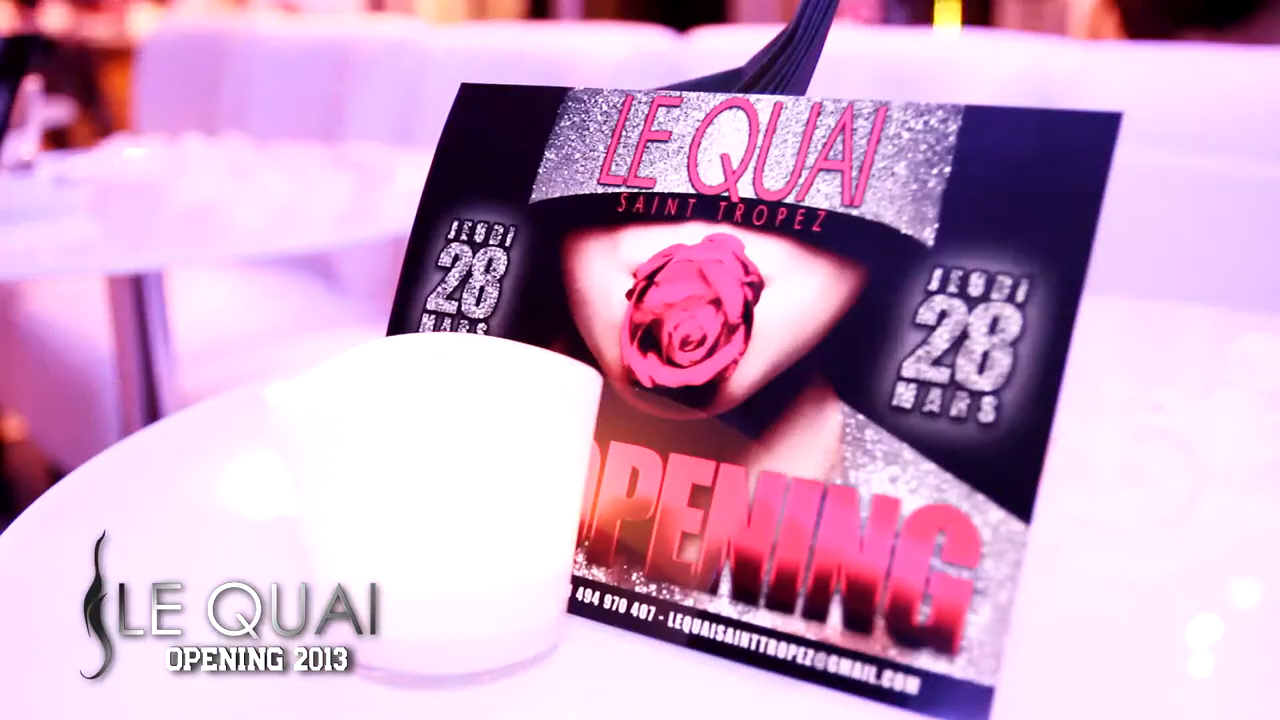 LE QUAI
SAINT TROPEZ
JEUDI
28
MARS
JEUDI
28
MARS
OPENING
494 970 407 - LEQUAISAINTTROPEZ@GMAIL.COM
LE QUAI
OPENING 2013